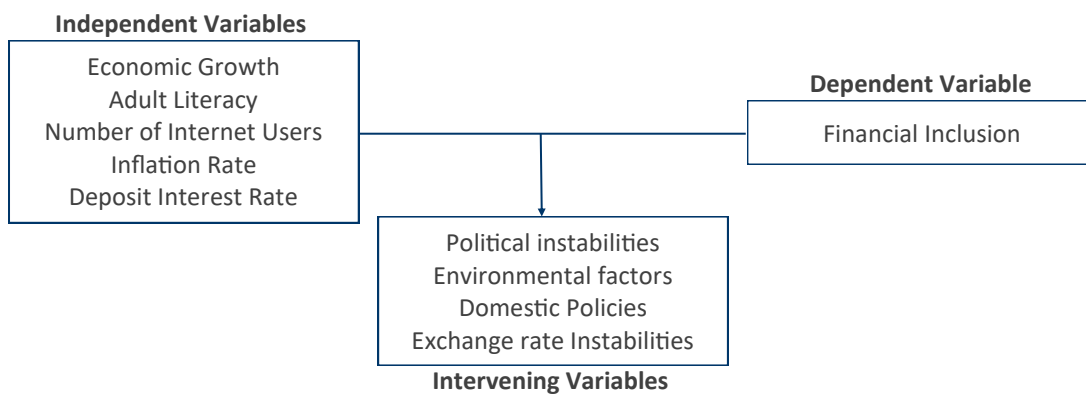 Independent Variables
Economic Growth
Adult Literacy
Number of Internet Users
Inflation Rate
Deposit Interest Rate
Dependent Variable
Financial Inclusion
Political instabilities
Environmental factors
Domestic Policies
Exchange rate Instabilities
Intervening Variables